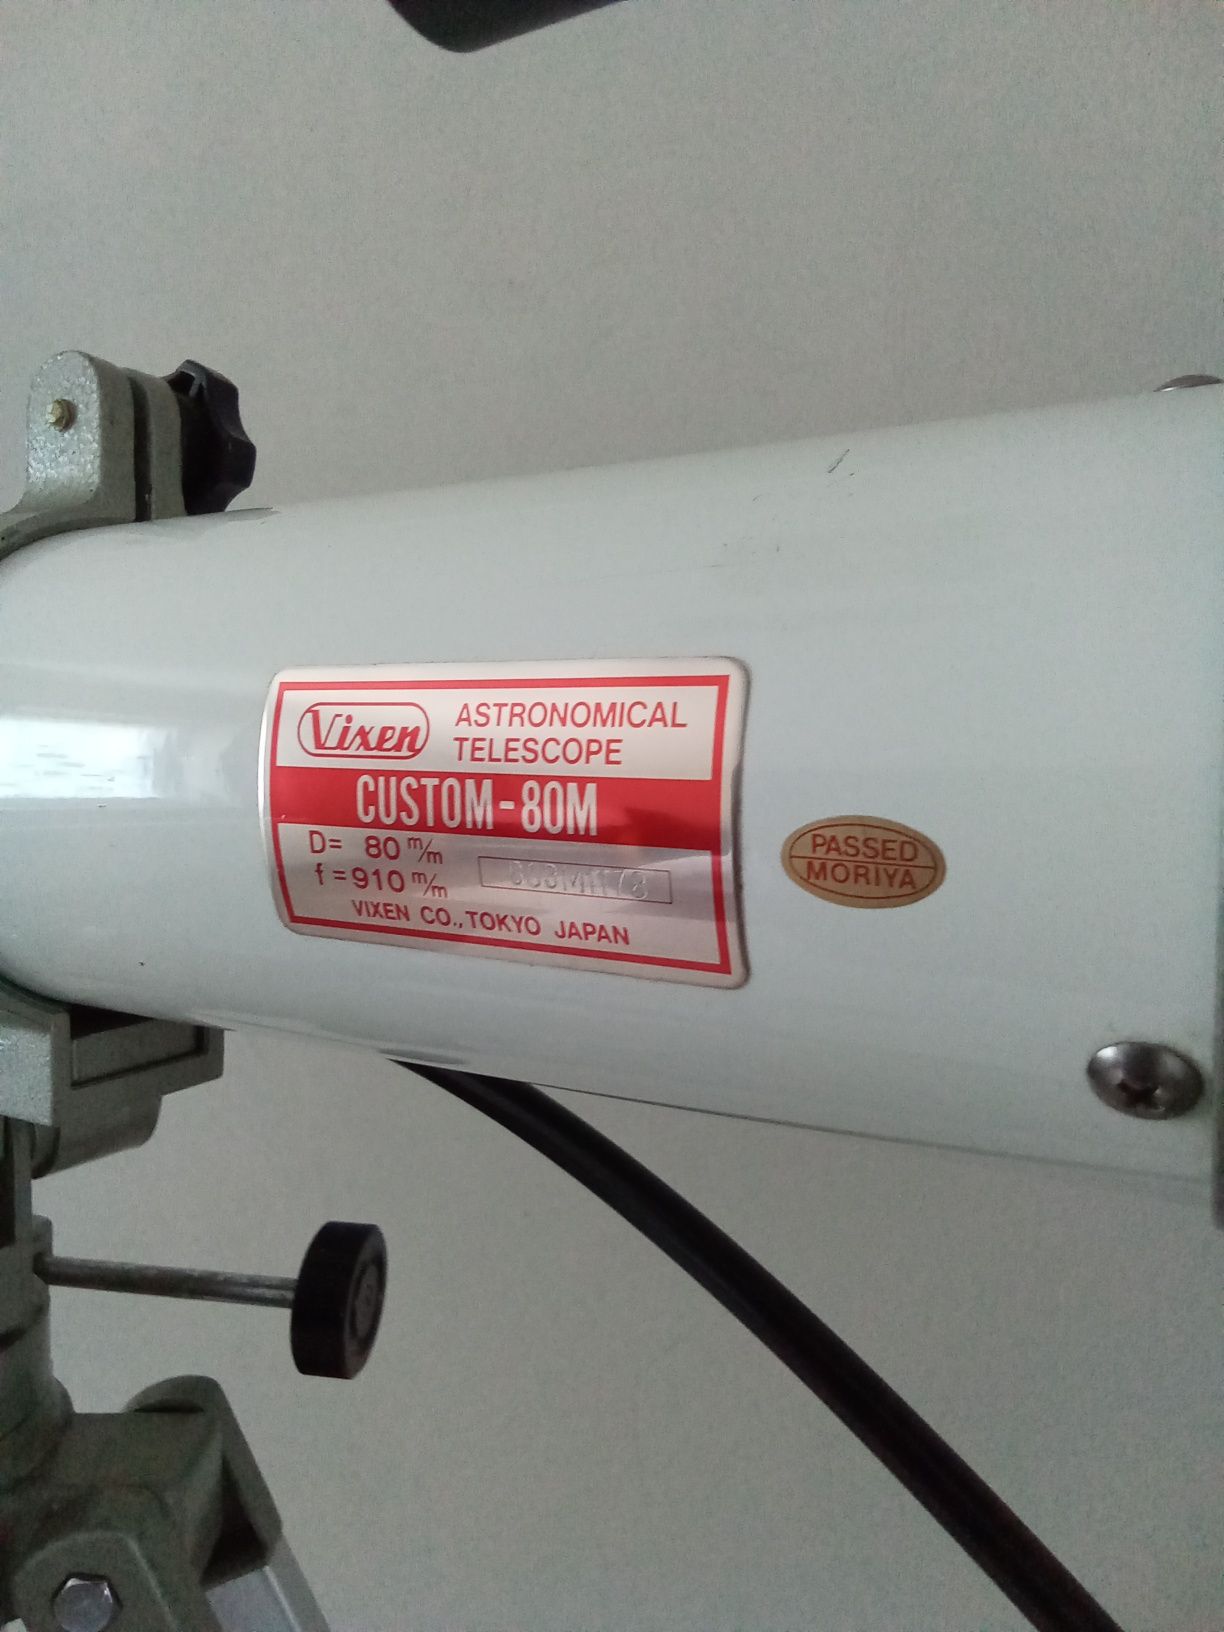 Vixen
ASTRONOMICAL
TELESCOPE
CUSTOM-80M
D= 80 m/m
f=910 m/m
VIXEN CO., TOKYO JAPAN
PASSED
MORIYA